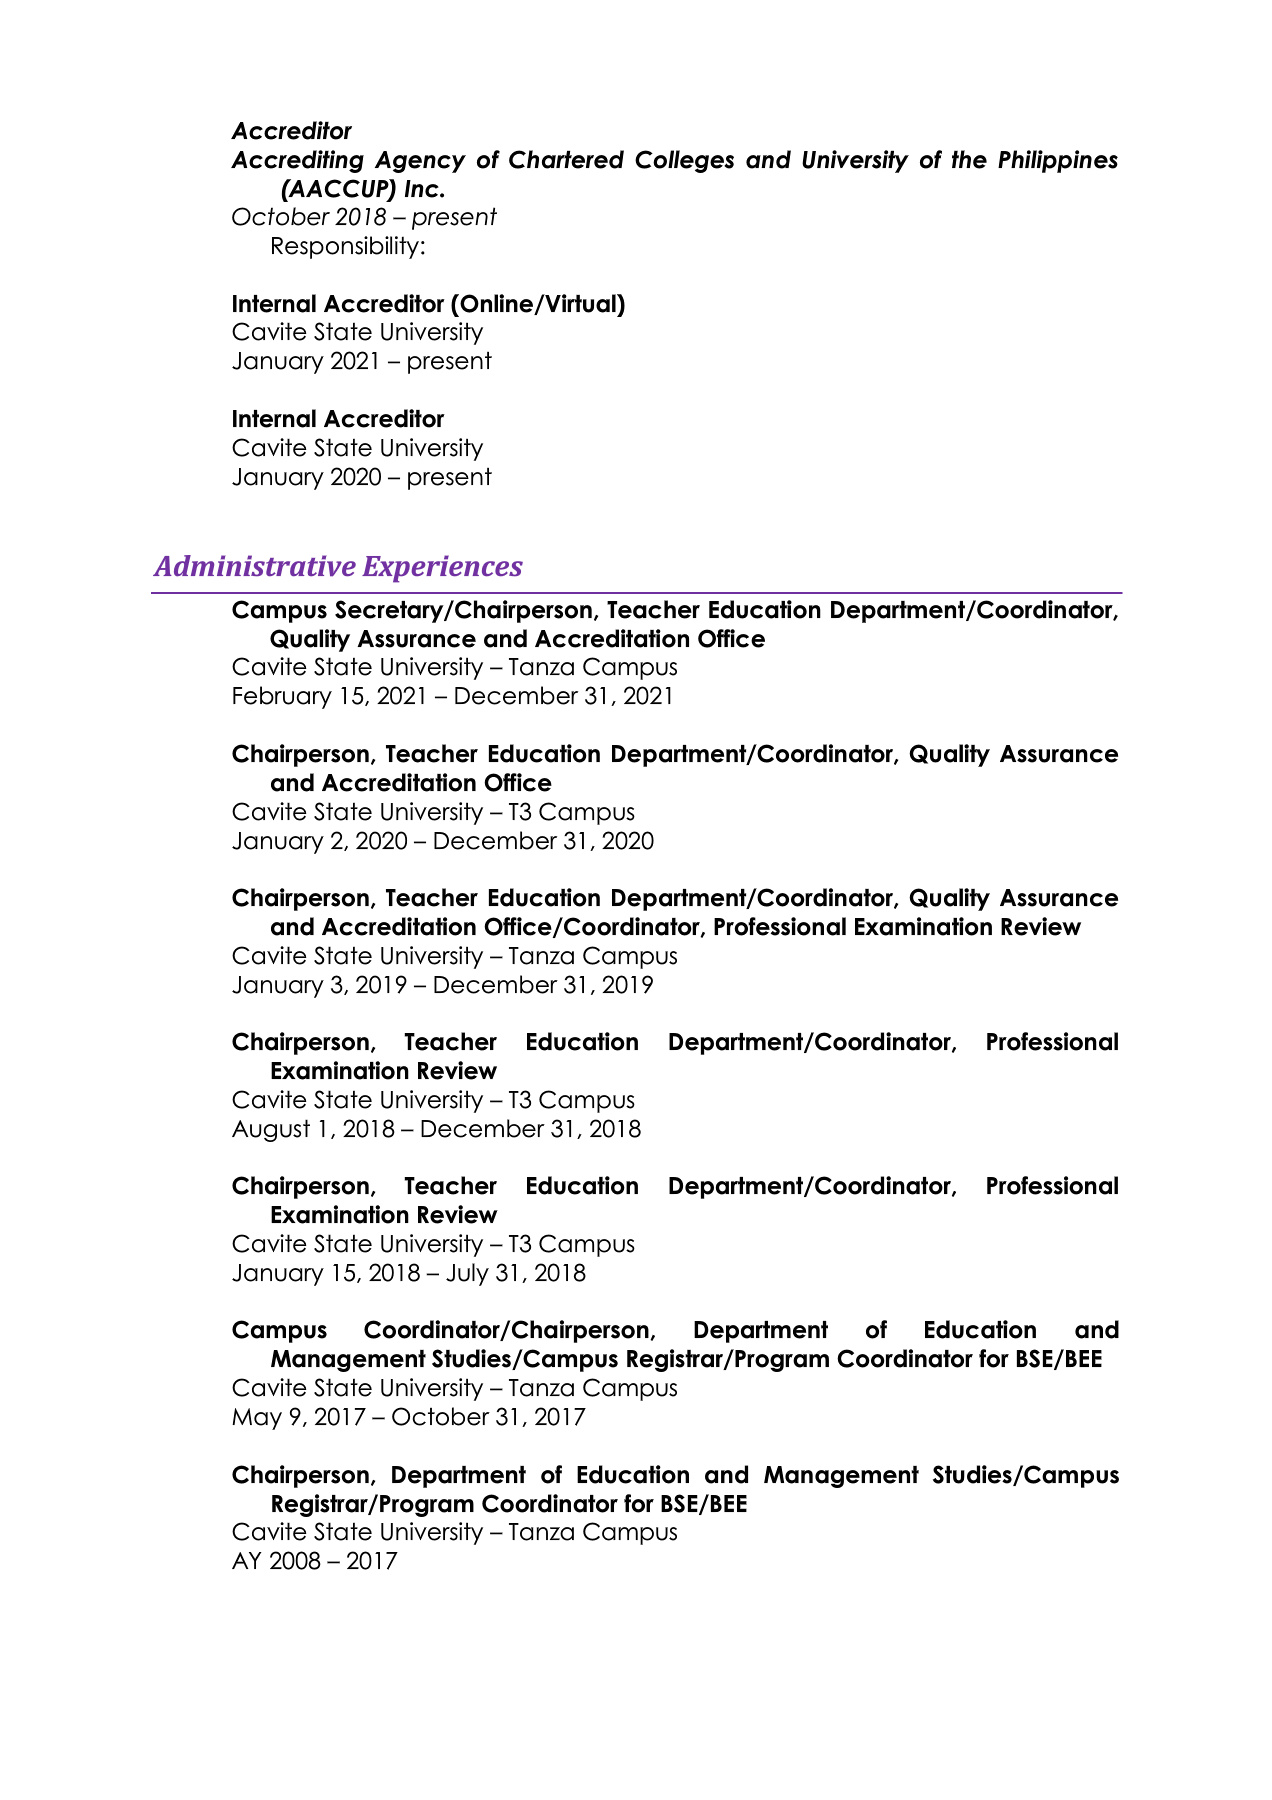 Accreditor
Accrediting Agency of Chartered Colleges and University of the Philippines
(AACCUP) Inc.
October 2018 – present
Responsibility:
Internal Accreditor (Online/Virtual)
Cavite State University
January 2021 – present
Internal Accreditor
Cavite State University
January 2020 – present
Administrative Experiences
Campus Secretary/Chairperson, Teacher Education Department/Coordinator,
Quality Assurance and Accreditation Office
Cavite State University – Tanza Campus
February 15, 2021 – December 31, 2021
Chairperson, Teacher Education Department/Coordinator, Quality Assurance
and Accreditation Office
Cavite State University – T3 Campus
January 2, 2020 – December 31, 2020
Chairperson, Teacher Education Department/Coordinator, Quality Assurance
and Accreditation Office/Coordinator, Professional Examination Review
Cavite State University – Tanza Campus
January 3, 2019 – December 31, 2019
Chairperson, Teacher Education Department/Coordinator, Professional
Examination Review
Cavite State University – T3 Campus
August 1, 2018 – December 31, 2018
Chairperson, Teacher Education Department/Coordinator, Professional
Examination Review
Cavite State University – T3 Campus
January 15, 2018 – July 31, 2018
Campus Coordinator/Chairperson, Department of Education and
Management Studies/Campus Registrar/Program Coordinator for BSE/BEE
Cavite State University – Tanza Campus
May 9, 2017 – October 31, 2017
Chairperson, Department of Education and Management Studies/Campus
Registrar/Program Coordinator for BSE/BEE
Cavite State University – Tanza Campus
AY 2008 – 2017